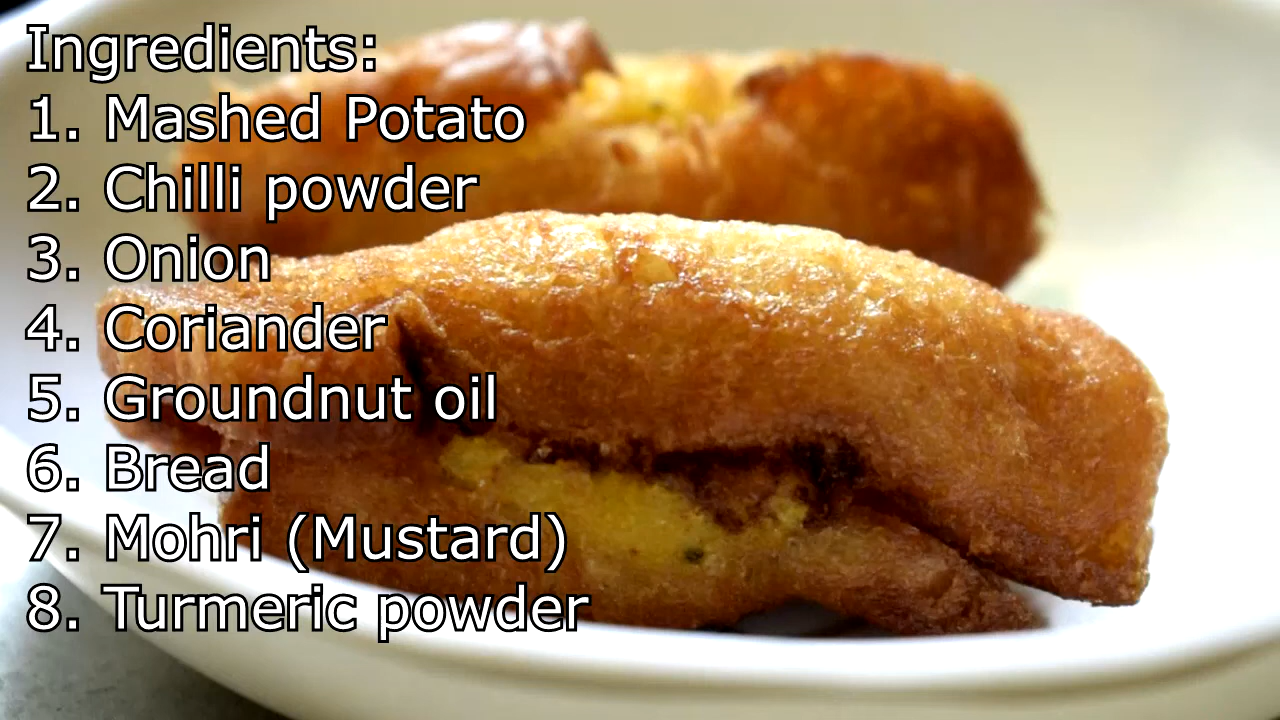 Ingredients:
1. Mashed Potato
2. Chilli powder
3. Onion
4. Coriander
5. Groundnut oil
6. Bread
7. Mohri (Mustard)
8. Turmeric powder